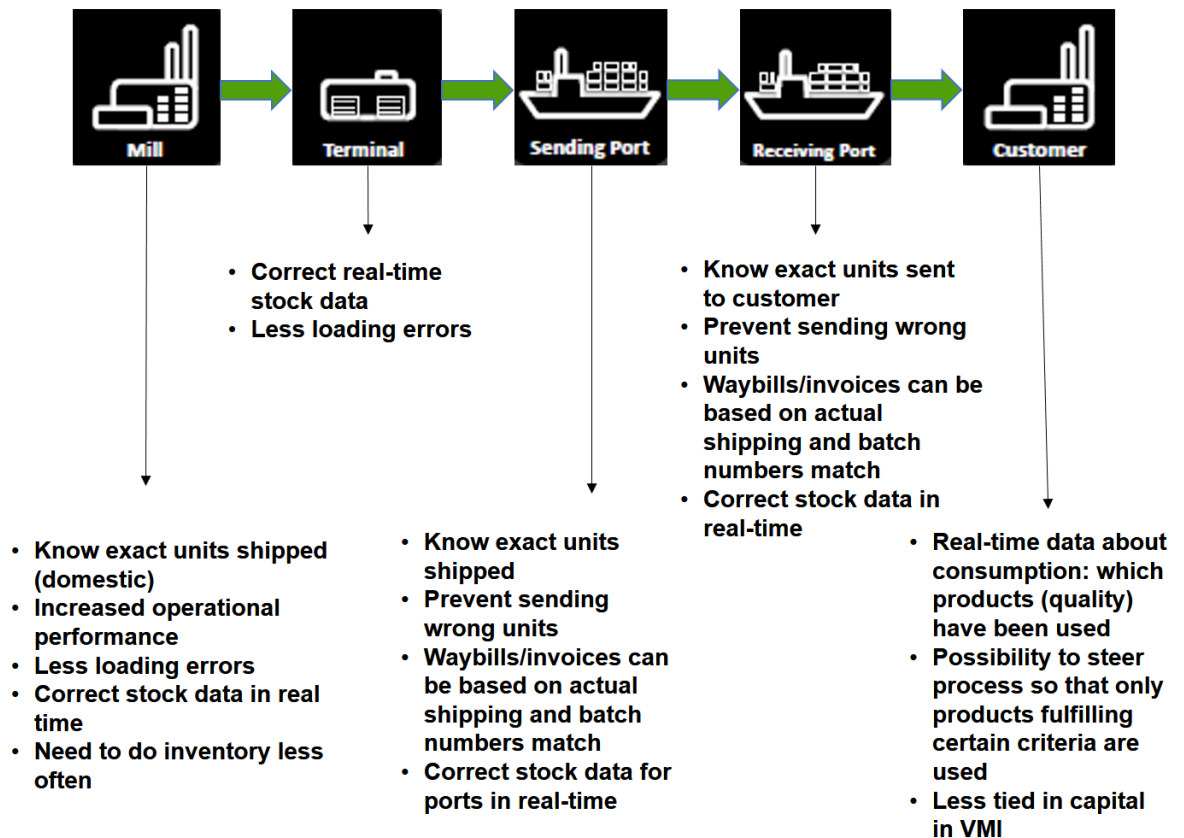 Mill
Terminal
Sending Port
Receiving Port
Customer
• Correct real-time
stock data
• Less loading errors
• Know exact units sent
to customer
• Prevent sending wrong
units
• Waybills/invoices can be
based on actual
shipping and batch
numbers match
• Correct stock data in
real-time
• Know exact units shipped
(domestic)
• Increased operational
performance
• Less loading errors
• Correct stock data in real
time
• Need to do inventory less
often
• Know exact units
shipped
• Prevent sending
wrong units
• Waybills/invoices can
be based on actual
shipping and batch
numbers match
• Correct stock data for
ports in real-time
• Real-time data about
consumption: which
products (quality)
have been used
• Possibility to steer
process so that only
products fulfilling
certain criteria are
used
• Less tied in capital
in VMI